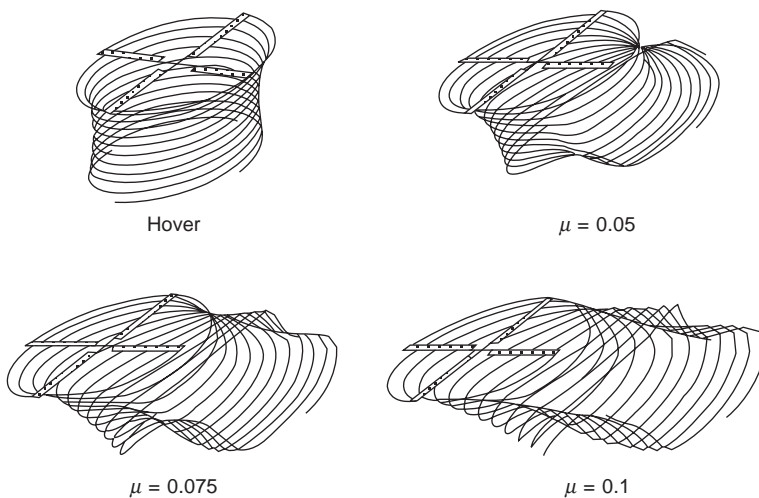 Hover
μ = 0.05
μ = 0.075
μ = 0.1